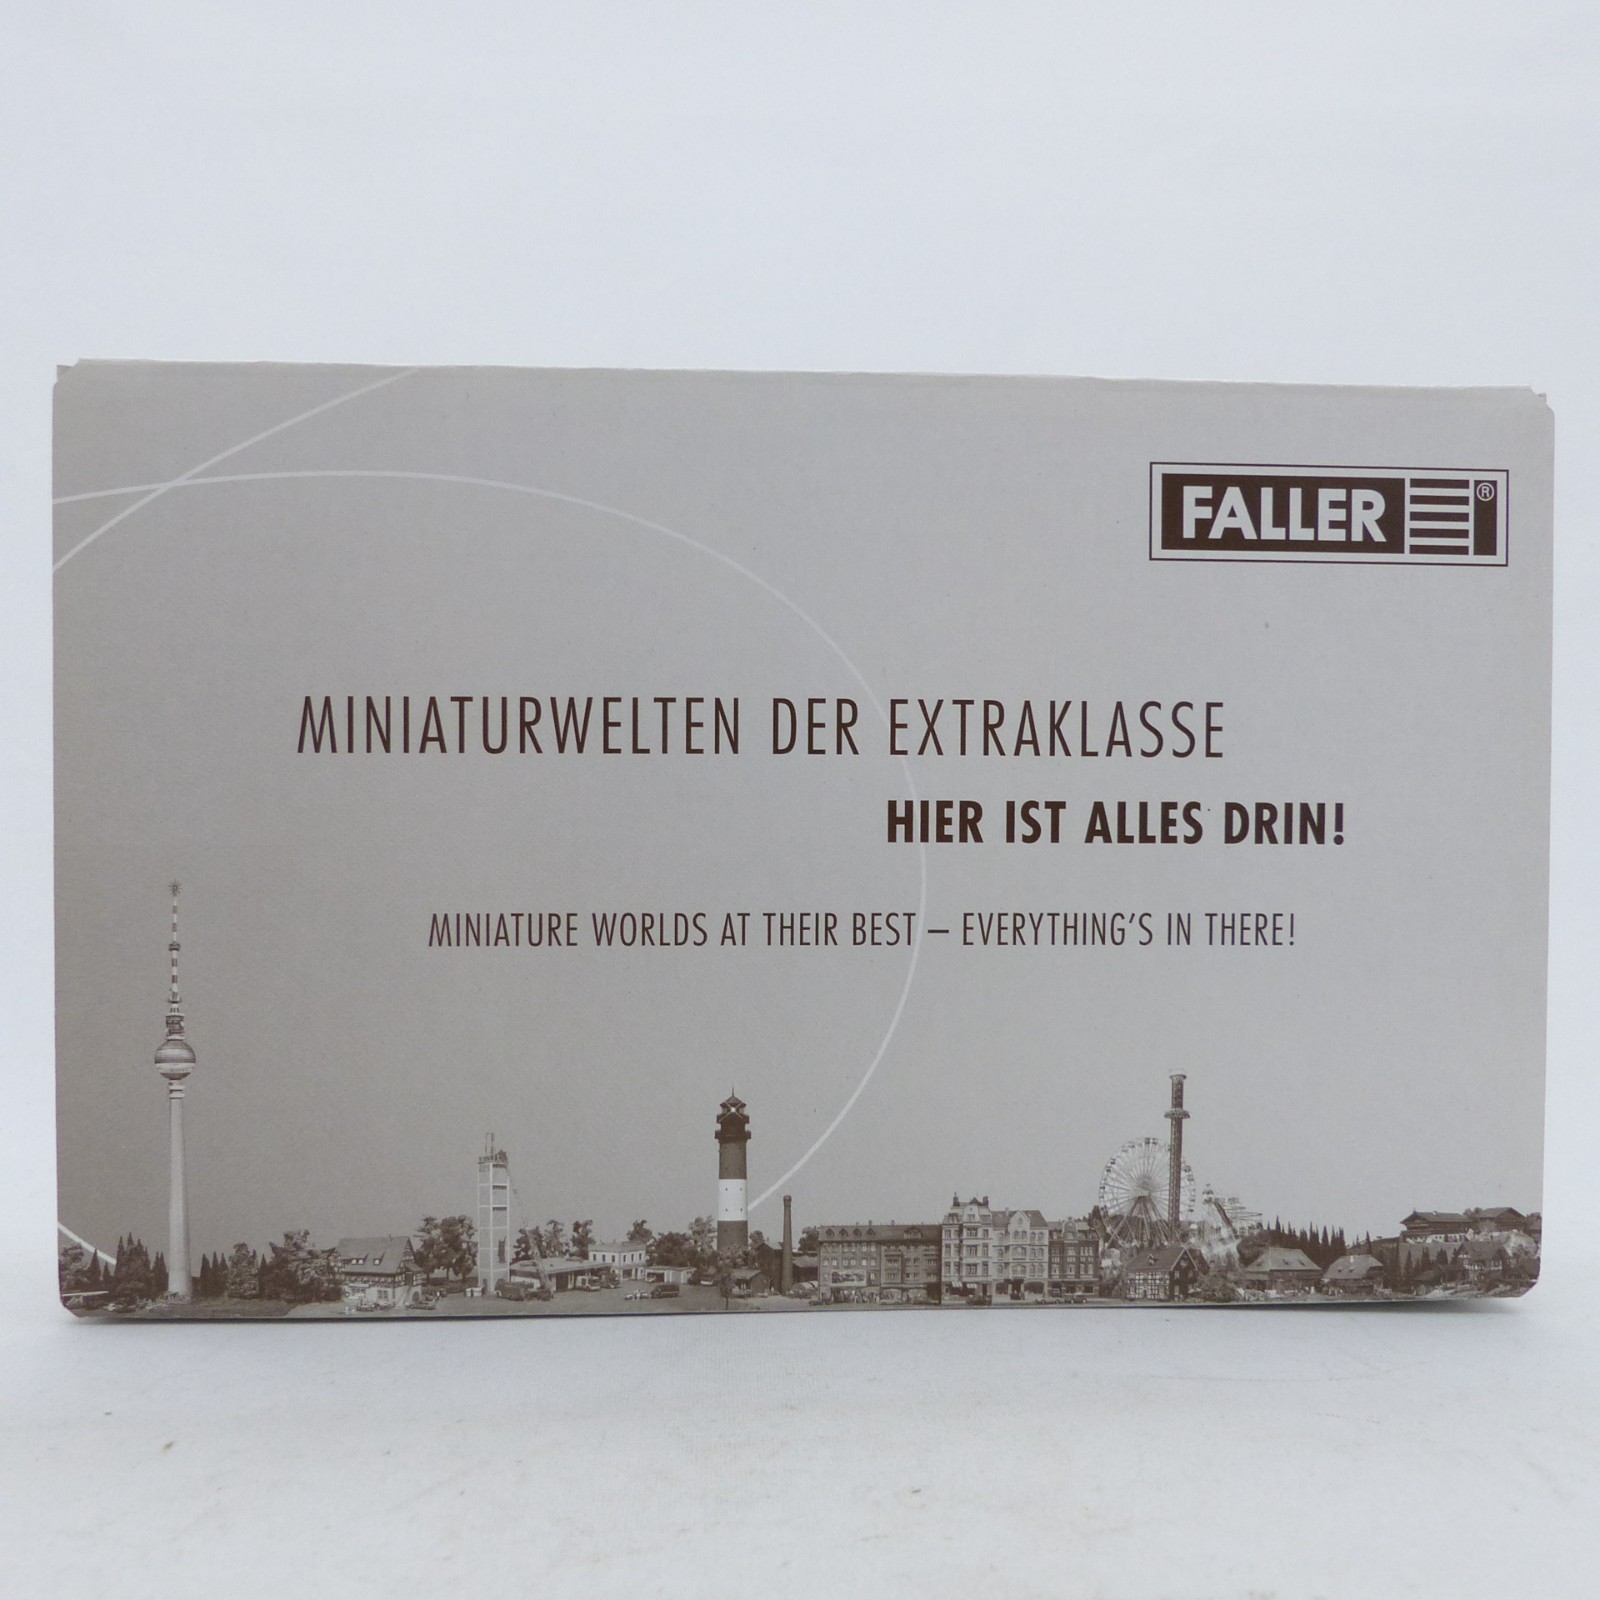 FALLER ®
MINIATURWELTEN DER EXTRAKLASSE
HIER IST ALLES DRIN!
MINIATURE WORLDS AT THEIR BEST – EVERYTHING'S IN THERE!